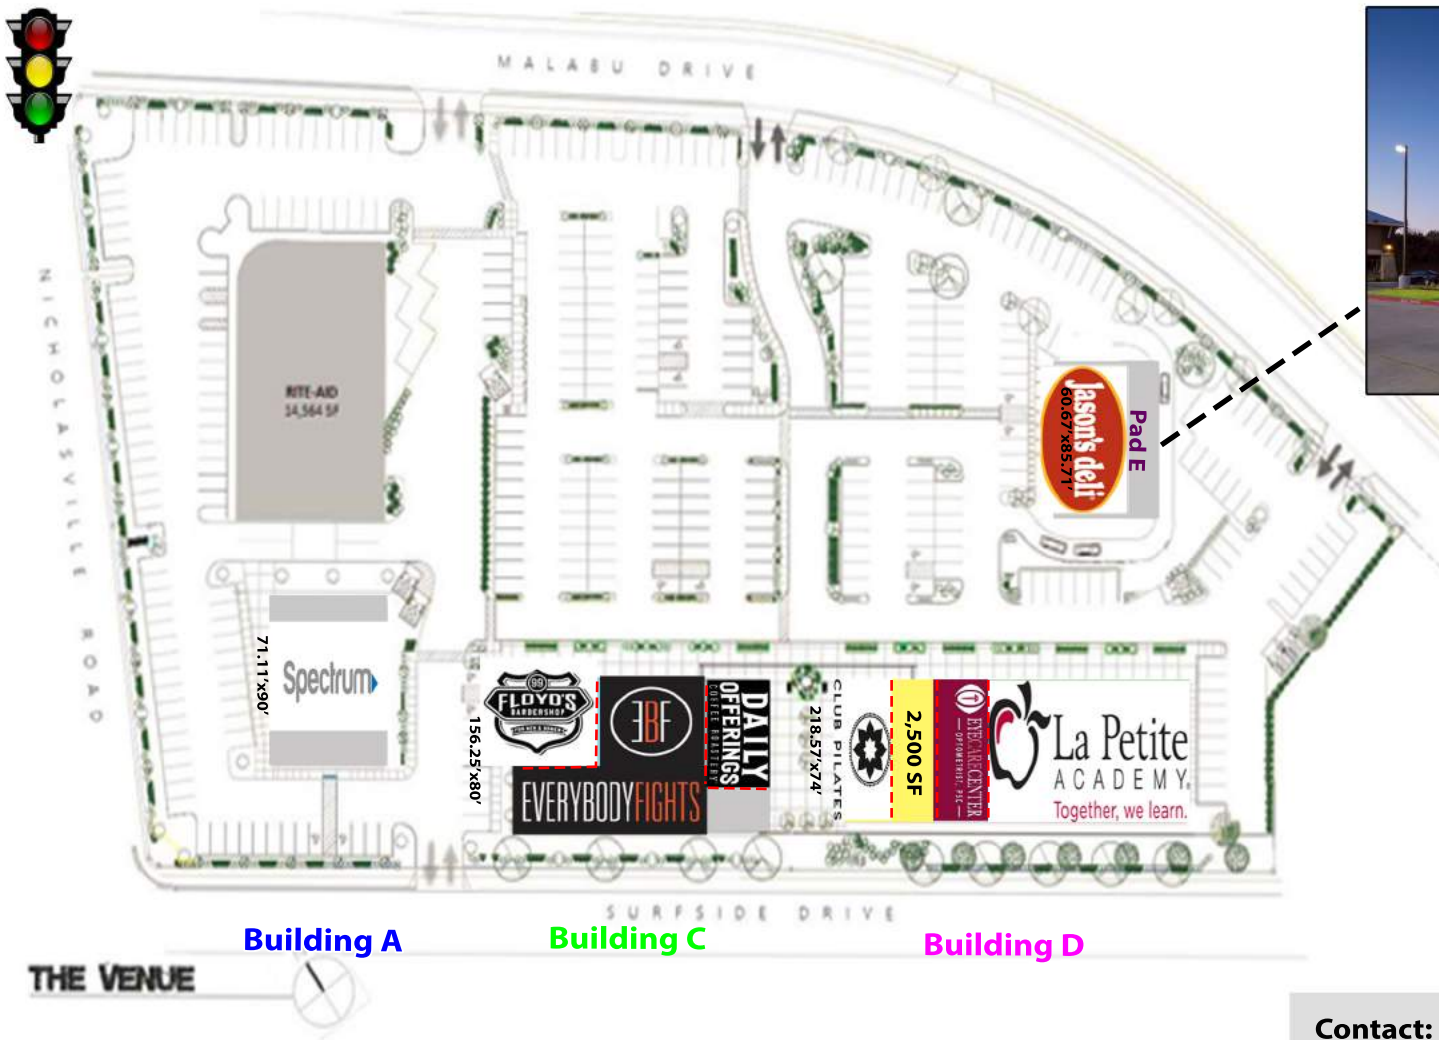 MALABU DRIVE
NICHOLASVILLE ROAD
RITE-AID
14,564 SF
Jason's deli
60.67'x85.71'
Pad E
71.11'x90'
Spectrum
156.25'x80'
99
FLOYD'S
BARBERSHOP
EBF
EVERYBODYFIGHTS
DAILY
OFFERINGS
COFFEE ROASTERY
218.57'x74'
CLUB PILATES
2,500 SF
EYECARECENTER
OPTOMETRIST, PSC
La Petite
ACADEMY
Together, we learn.
SURFSIDE DRIVE
Building A
Building C
Building D
THE VENUE
Contact: